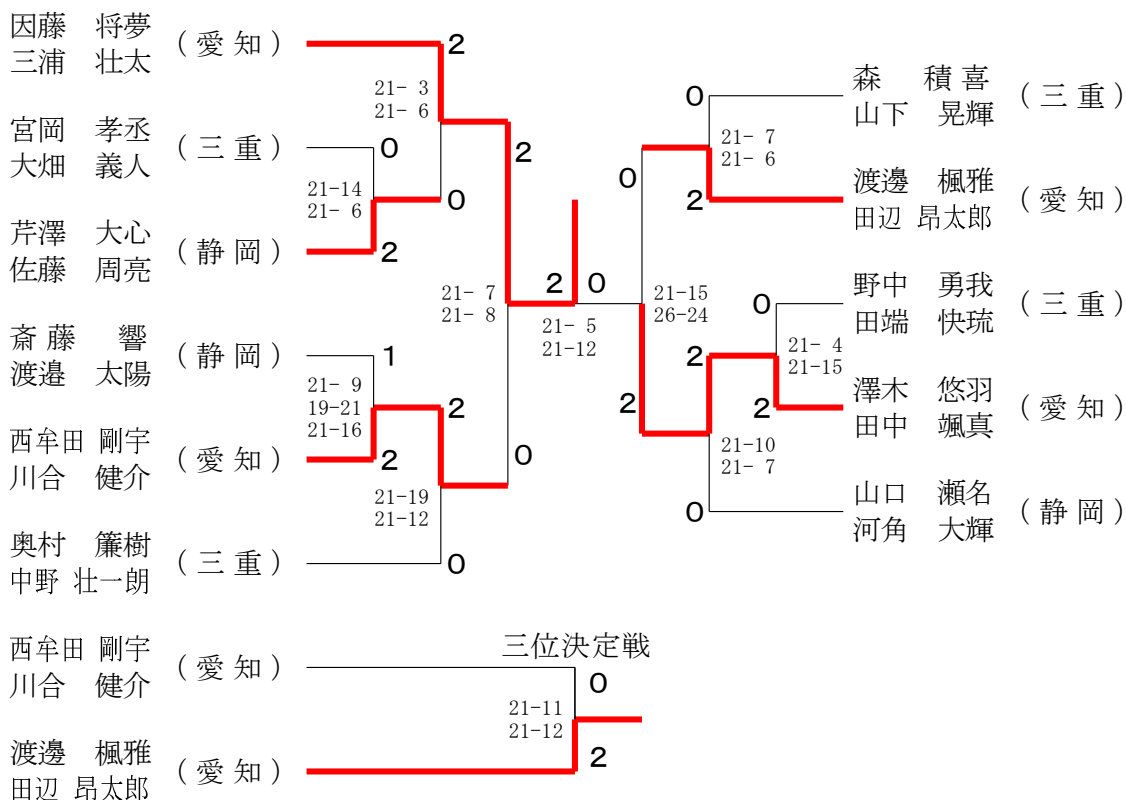 因藤　将夢
三浦　壮太
(愛知)
宮岡　孝丞
大畑　義人
(三重)
芹澤　大心
佐藤　周亮
(静岡)
斎藤　響
渡邉　太陽
(静岡)
西牟田 剛宇
川合　健介
(愛知)
奥村　簾樹
中野 壮一朗
(三重)
2
21- 3
21- 6
0
0
21-14
21- 6
2
2
1
21- 9
19-21
21-16
2
2
21- 7
21- 8
0
21-19
21-12
0
2
0
21- 5
21-12
0
21-15
26-24
2
0
21- 7
21- 6
2
0
21- 4
21-15
2
2
21-10
21- 7
0
森　積喜
山下　晃輝
(三重)
渡邊　楓雅
田辺 昂太郎
(愛知)
野中　勇我
田端　快琉
(三重)
澤木　悠羽
田中　颯真
(愛知)
山口　瀬名
河角　大輝
(静岡)
三位決定戦
西牟田 剛宇
川合　健介
(愛知)
0
21-11
21-12
2
渡邊　楓雅
田辺 昂太郎
(愛知)